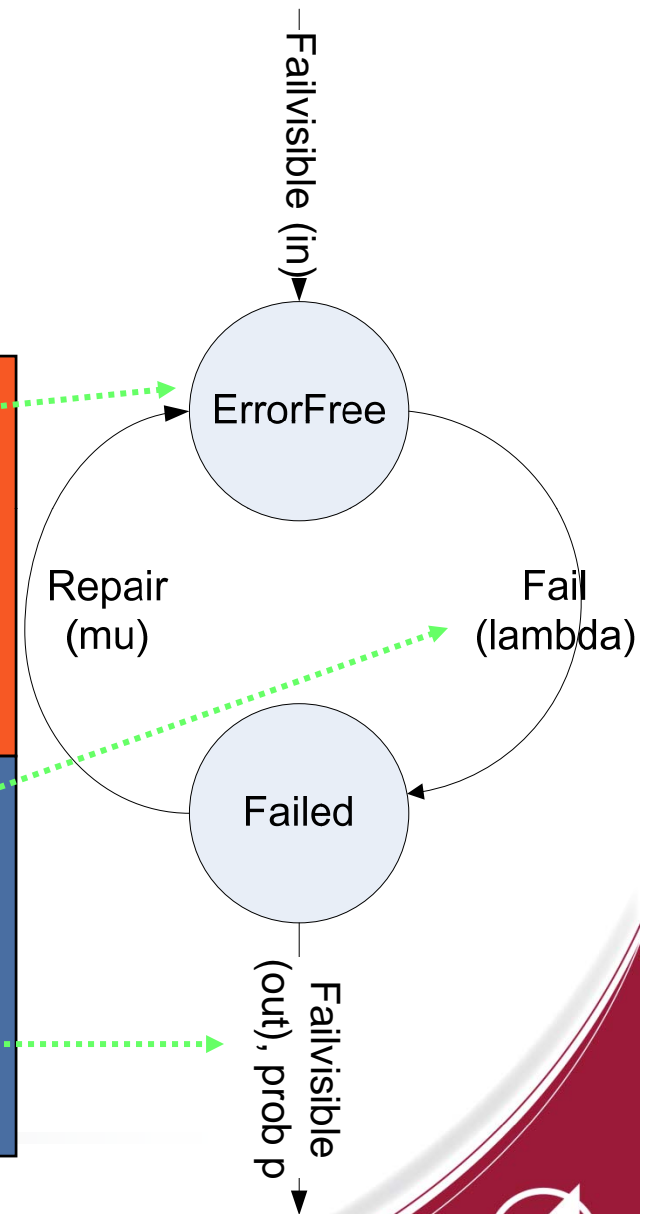 Failvisible (in)
ErrorFree
Repair
(mu)
Fail
(lambda)
Failed
Failvisible
(out), prob p